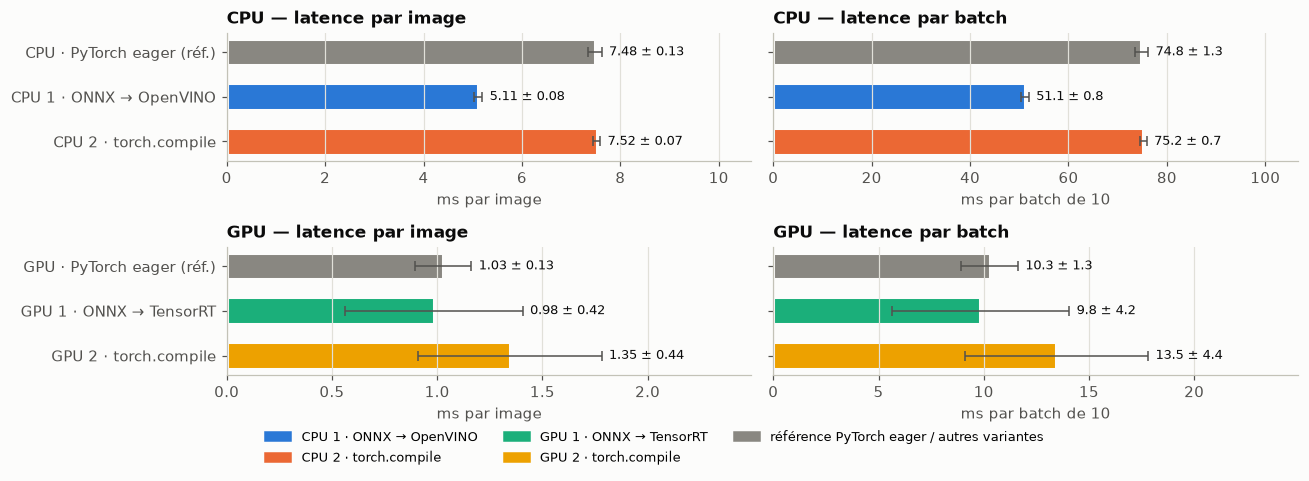 CPU — latence par image
CPU · PyTorch eager (réf.)
7.48 ± 0.13
CPU 1 · ONNX → OpenVINO
5.11 ± 0.08
CPU 2 · torch.compile
7.52 ± 0.07
0 2 4 6 8 10
ms par image
CPU — latence par batch
74.8 ± 1.3
51.1 ± 0.8
75.2 ± 0.7
0 20 40 60 80 100
ms par batch de 10
GPU — latence par image
GPU · PyTorch eager (réf.)
1.03 ± 0.13
GPU 1 · ONNX → TensorRT
0.98 ± 0.42
GPU 2 · torch.compile
1.35 ± 0.44
0.0 0.5 1.0 1.5 2.0
ms par image
GPU — latence par batch
10.3 ± 1.3
9.8 ± 4.2
13.5 ± 4.4
0 5 10 15 20
ms par batch de 10
CPU 1 · ONNX → OpenVINO
CPU 2 · torch.compile
GPU 1 · ONNX → TensorRT
GPU 2 · torch.compile
référence PyTorch eager / autres variantes